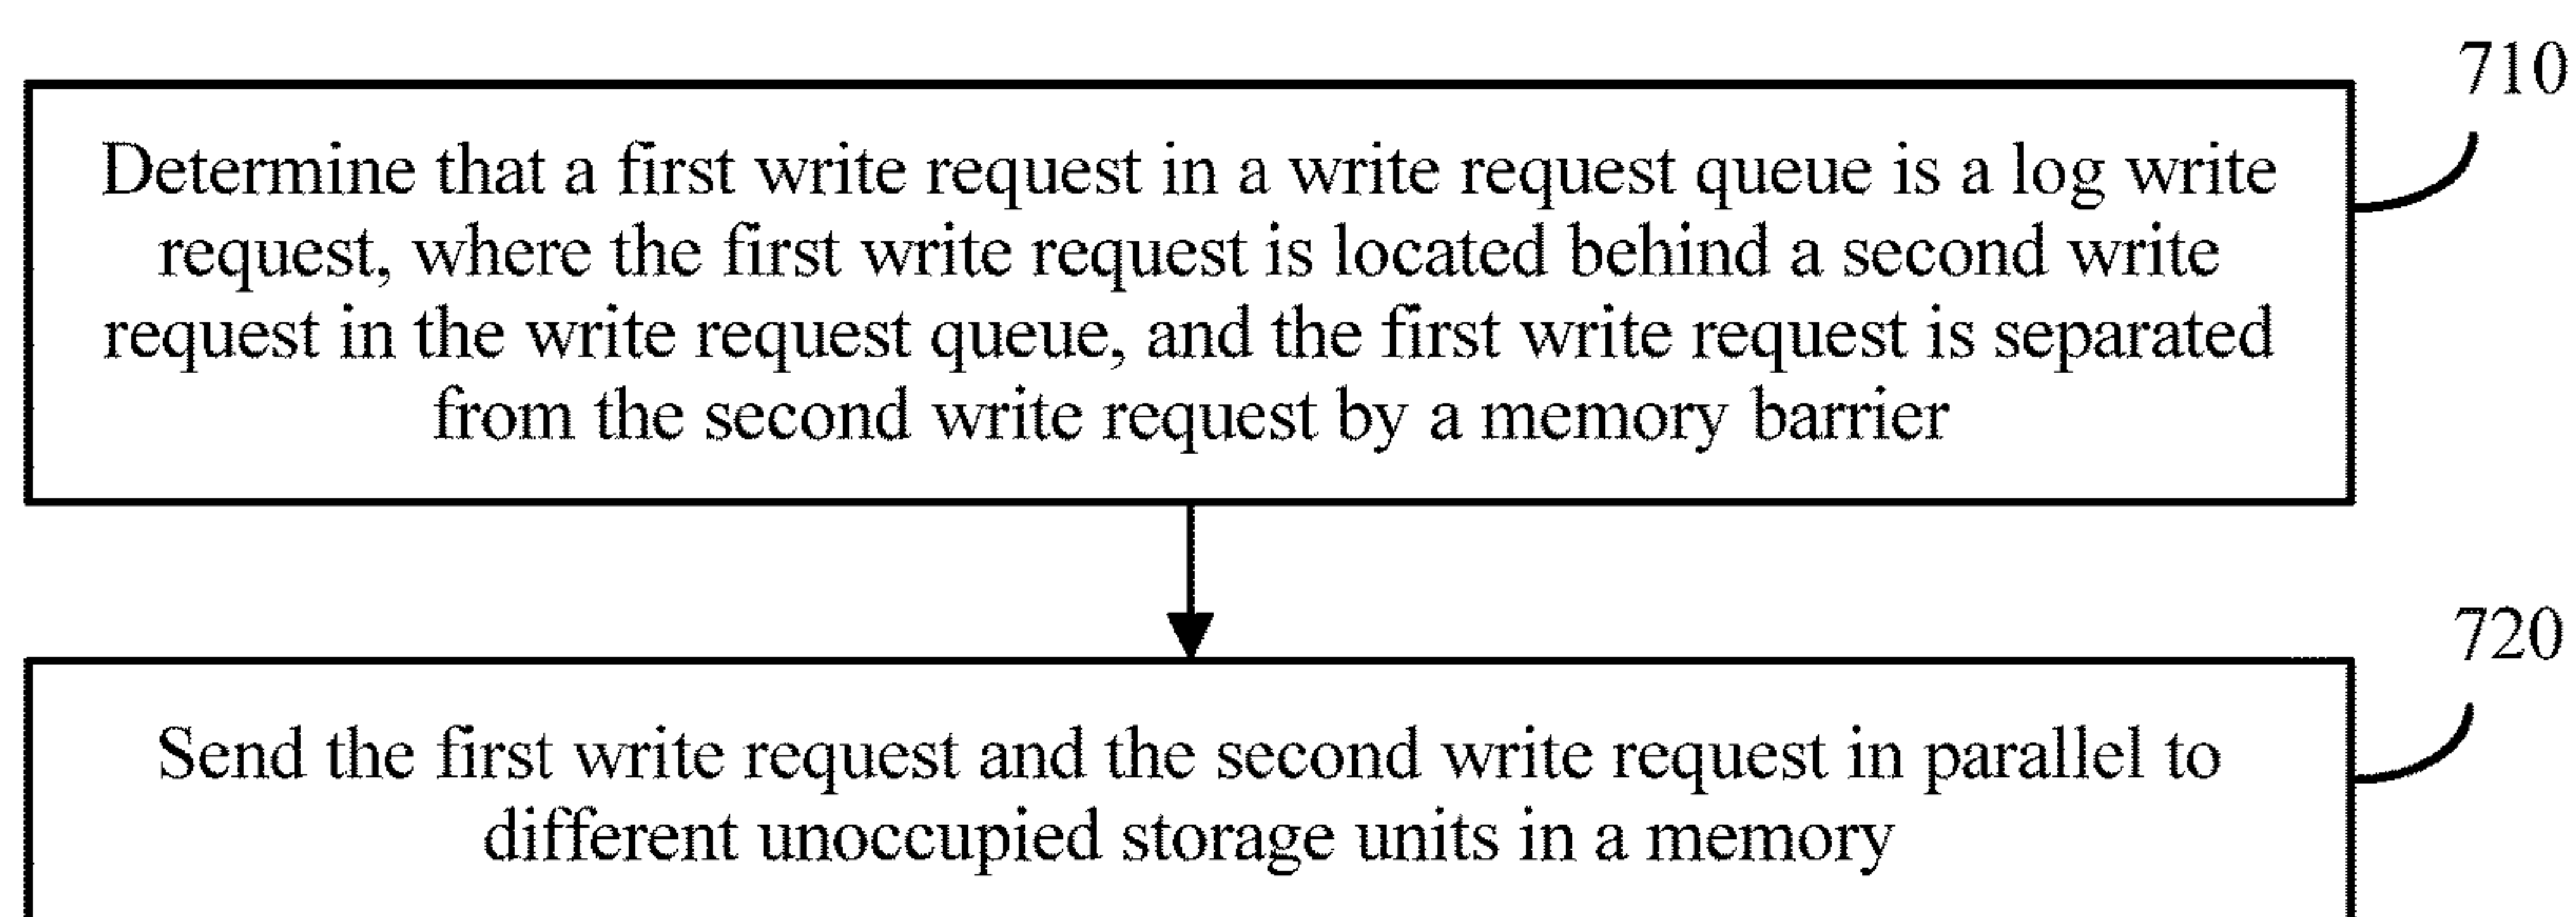 710
Determine that a first write request in a write request queue is a log write
request, where the first write request is located behind a second write
request in the write request queue, and the first write request is separated
from the second write request by a memory barrier
720
Send the first write request and the second write request in parallel to
different unoccupied storage units in a memory